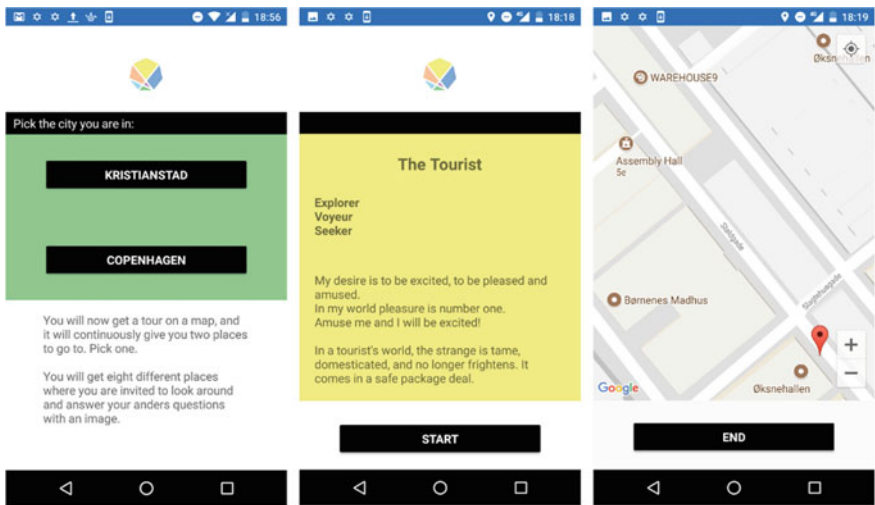 18:56
Pick the city you are in:
KRISTIANSTAD
COPENHAGEN
You will now get a tour on a map, and
it will continuously give you two places
to go to. Pick one.
You will get eight different places
where you are invited to look around
and answer your anders questions
with an image.
18:18
The Tourist
Explorer
Voyeur
Seeker
My desire is to be excited, to be pleased and
amused.
In my world pleasure is number one.
Amuse me and I will be excited!
In a tourist's world, the strange is tame,
domesticated, and no longer frightens. It
comes in a safe package deal.
START
18:19
WAREHOUSE9
Assembly Hall
5e
Børnenes Madhus
Slagtehusgade
Øksnehallen
Google
END